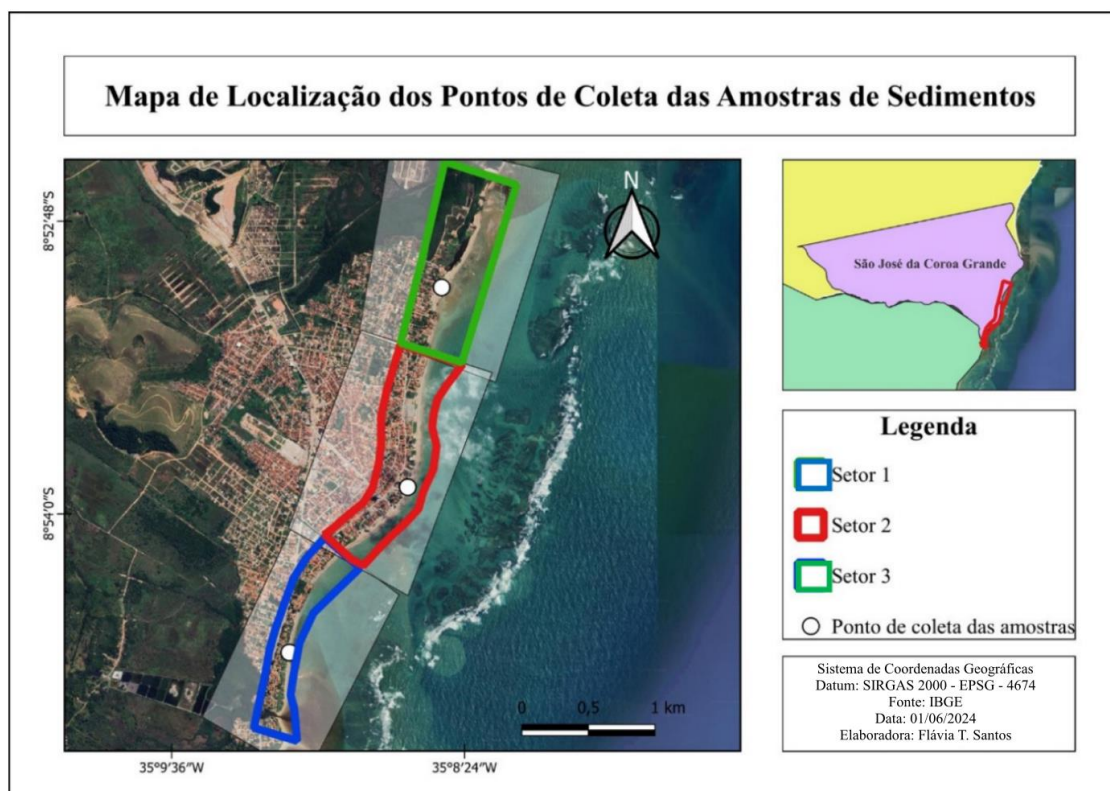 Mapa de Localização dos Pontos de Coleta das Amostras de Sedimentos
8°52'48"S
8°54'0"S
N
0 0,5 1 km
35°9'36"W
35°8'24"W
São José da Coroa Grande
Legenda
Setor 1
Setor 2
Setor 3
Ponto de coleta das amostras
Sistema de Coordenadas Geográficas
Datum: SIRGAS 2000 - EPSG - 4674
Fonte: IBGE
Data: 01/06/2024
Elaboradora: Flávia T. Santos